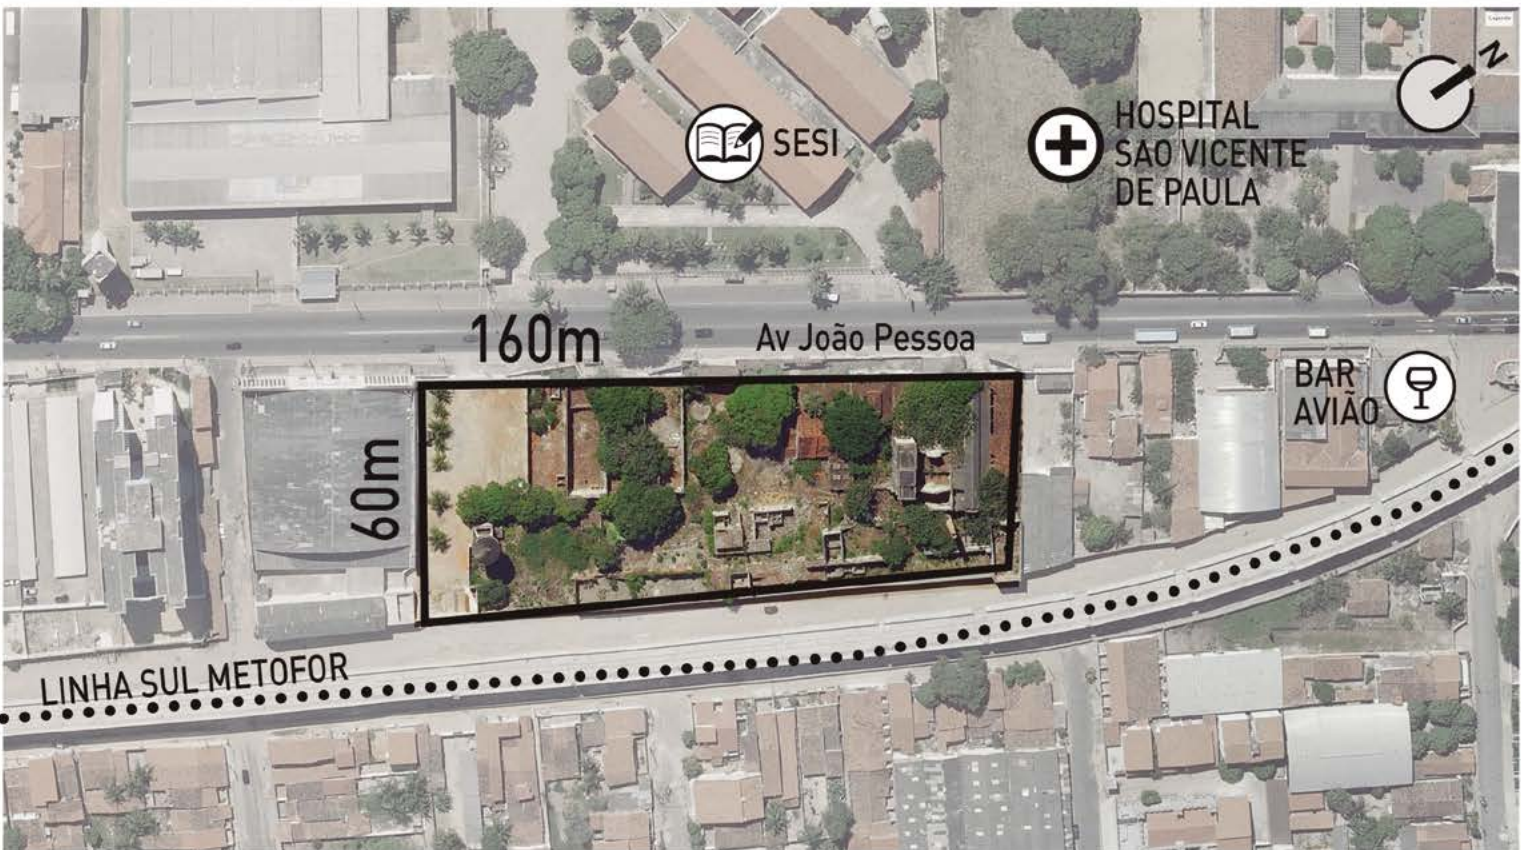 N
SESI
HOSPITAL
SAO VICENTE
DE PAULA
160m
Av João Pessoa
BAR
AVIÃO
60m
LINHA SUL METOFOR